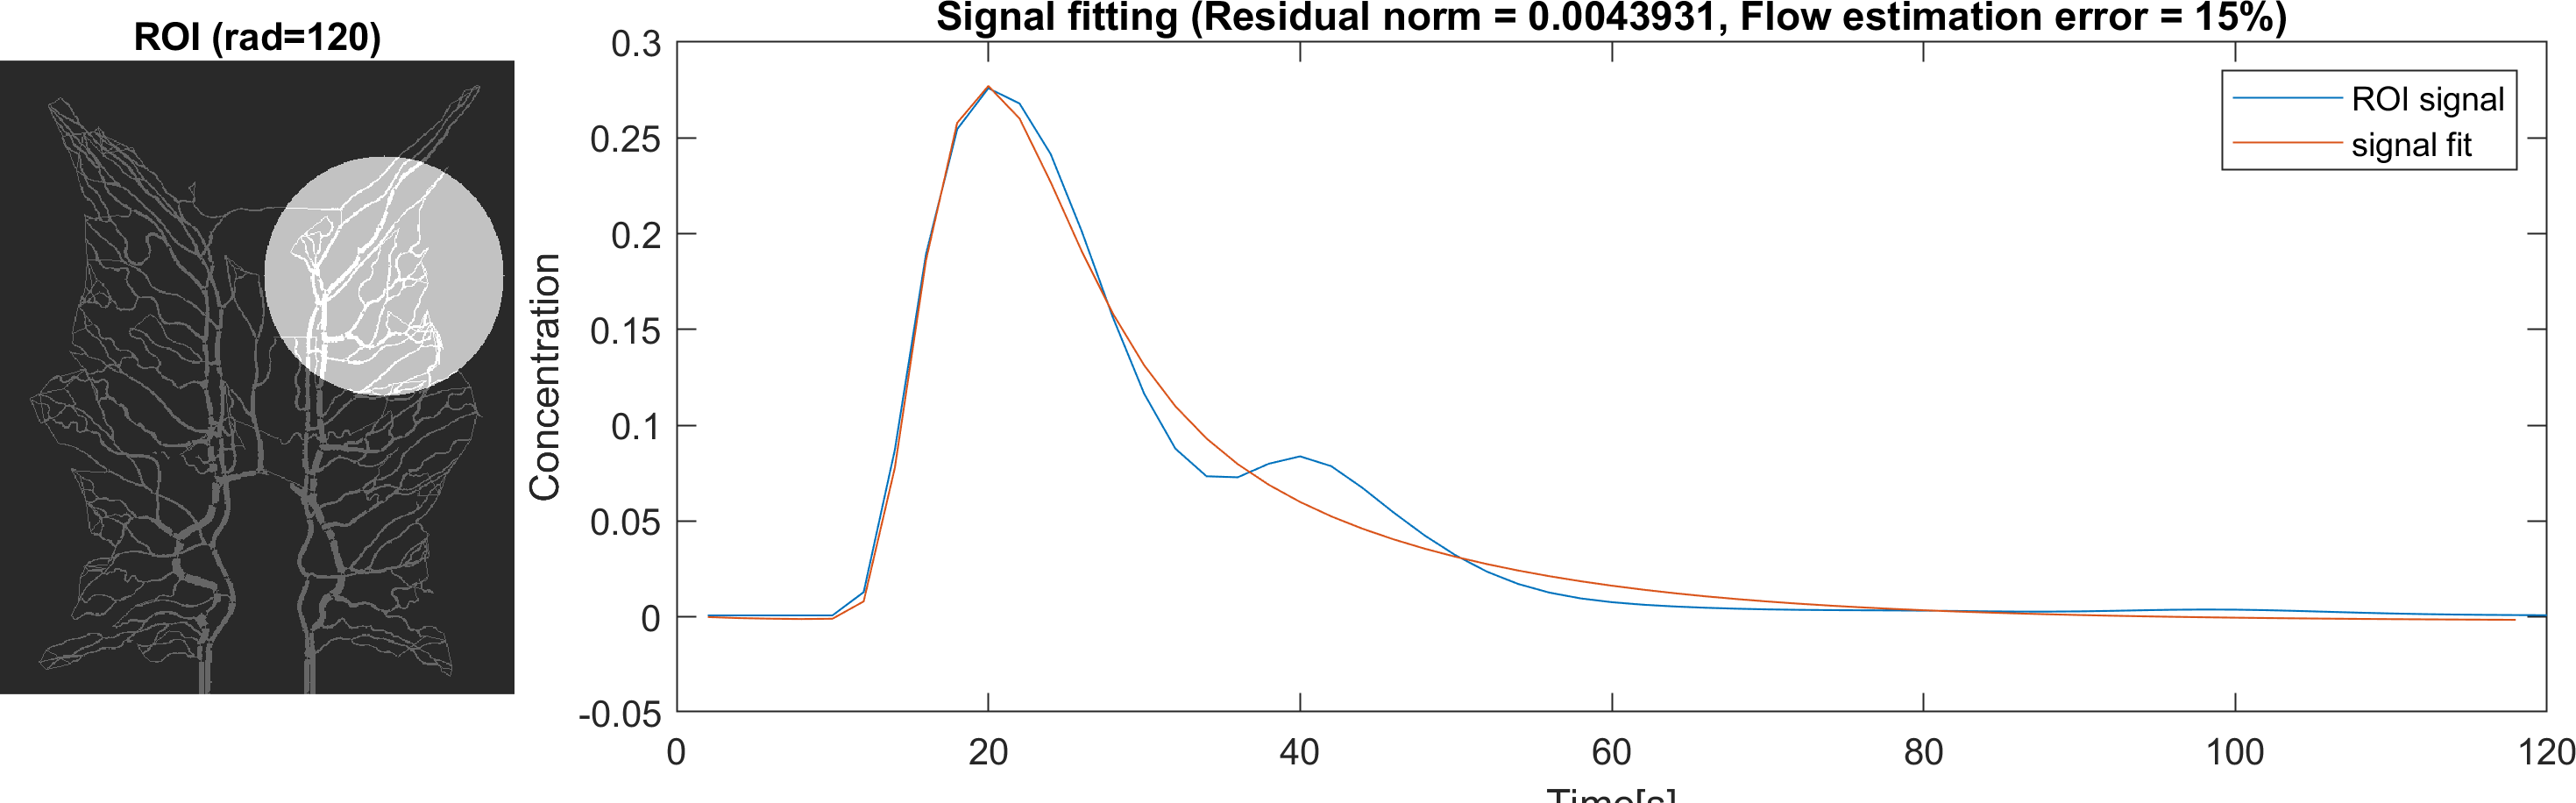 ROI (rad=120)
Signal fitting (Residual norm = 0.0043931, Flow estimation error = 15%)
ROI signal
signal fit
Concentration
0.3
0.25
0.2
0.15
0.1
0.05
0
-0.05
0 20 40 60 80 100 120
Time[s]